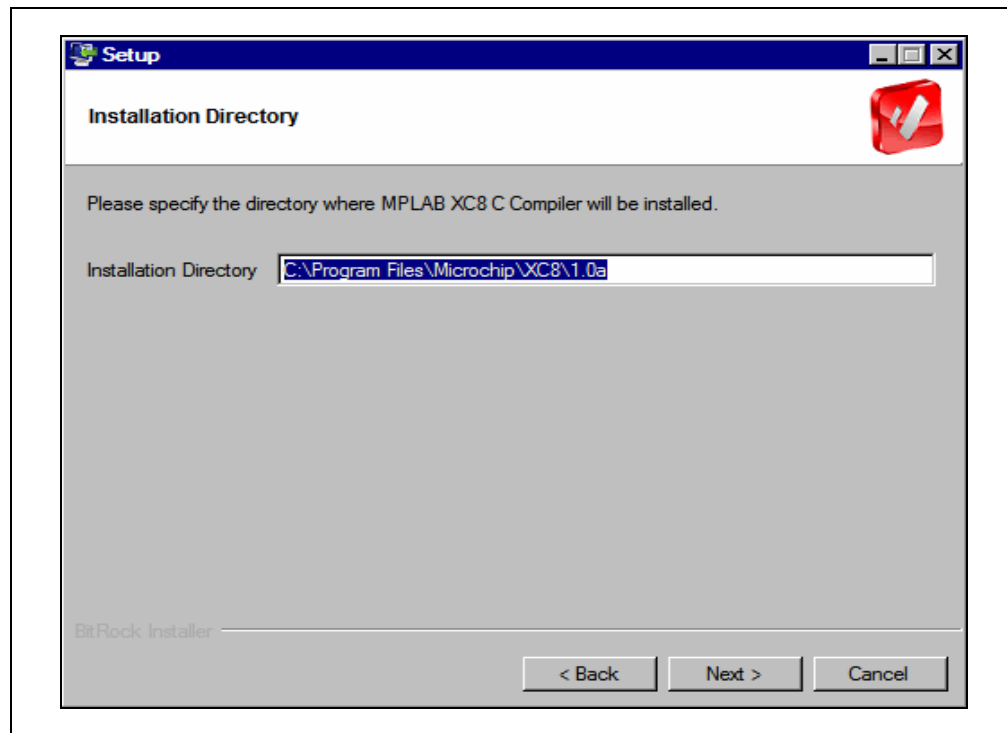 Setup
Installation Directory
Please specify the directory where MPLAB XC8 C Compiler will be installed.
Installation Directory C:\Program Files\Microchip\XC8\1.0a
BitRock Installer
< Back Next > Cancel